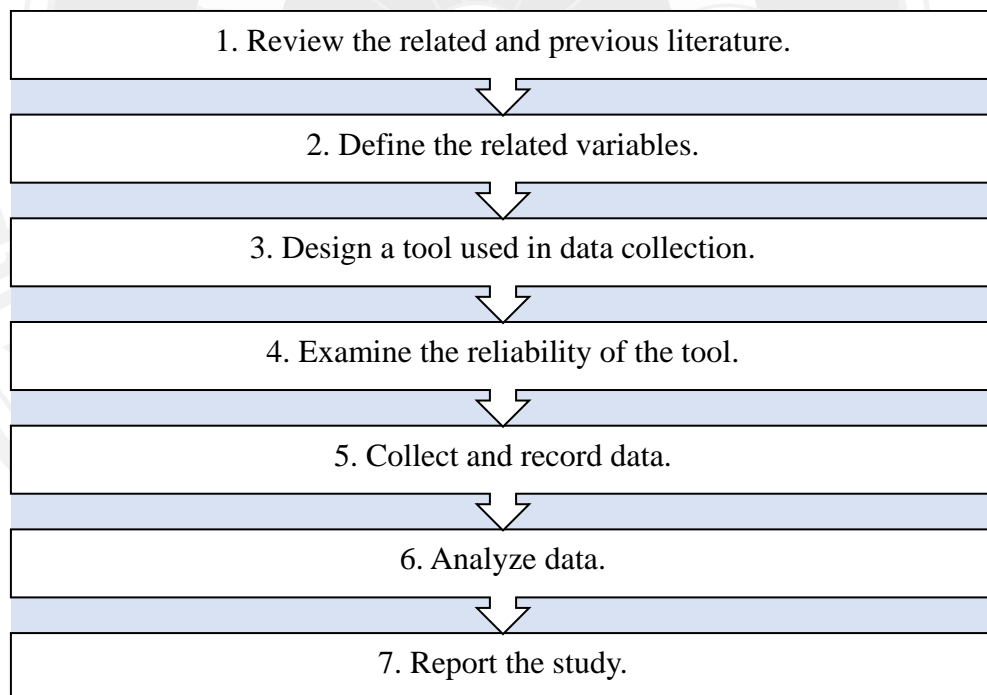 1. Review the related and previous literature.
2. Define the related variables.
3. Design a tool used in data collection.
4. Examine the reliability of the tool.
5. Collect and record data.
6. Analyze data.
7. Report the study.